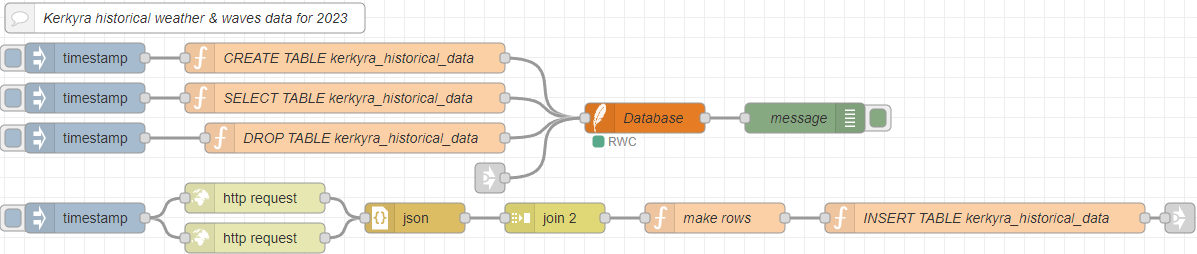 Kerkyra historical weather & waves data for 2023
timestamp CREATE TABLE kerkyra_historical_data
timestamp SELECT TABLE kerkyra_historical_data
Database message
timestamp DROP TABLE kerkyra_historical_data
RWC
http request
timestamp json join 2 make rows INSERT TABLE kerkyra_historical_data
http request